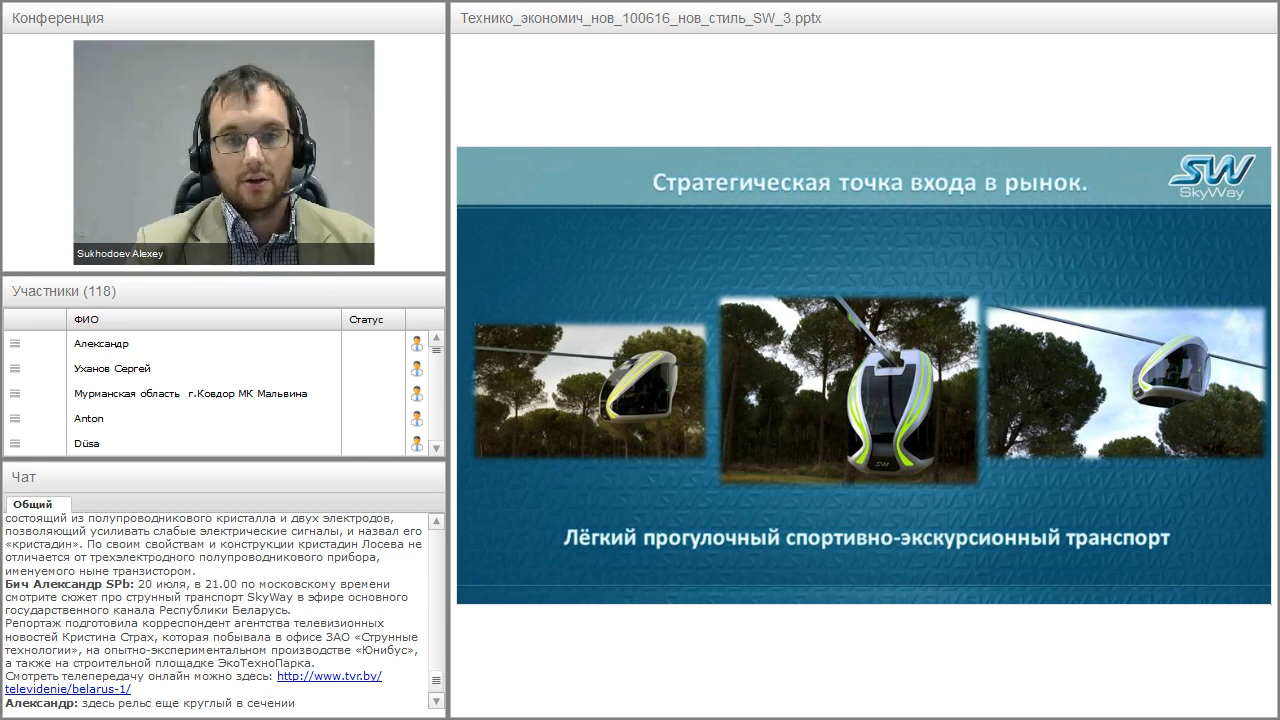 Конференция
Sukhodoev Alexey
Участники (118)
ФИО Статус
Александр
Уханов Сергей
Мурманская область г.Ковдор МК Мальвина
Anton
Düsa
Чат
Общий
состоящий из полупроводникового кристалла и двух электродов,
позволяющий усиливать слабые электрические сигналы, и назвал его
«кристадин». По своим свойствам и конструкции кристадин Лосева не
отличается от трехэлектродного полупроводникового прибора,
именуемого ныне транзистором.
Бич Александр SPb: 20 июля, в 21.00 по московскому времени
смотрите сюжет про струнный транспорт SkyWay в эфире основного
государственного канала Республики Беларусь.
Репортаж подготовила корреспондент агентства телевизионных
новостей Кристина Страх, которая побывала в офисе ЗАО «Струнные
технологии», на опытно-экспериментальном производстве «Юнибус»,
а также на строительной площадке ЭкоТехноПарка.
Смотреть телепередачу онлайн можно здесь: http://www.tvr.by/
televidenie/belarus-1/
Александр: здесь рельс еще круглый в сечении
Технико_экономич_нов_100616_нов_стиль_SW_3.pptx
Стратегическая точка входа в рынок.
SW
SkyWay
SW
Лёгкий прогулочный спортивно-экскурсионный транспорт